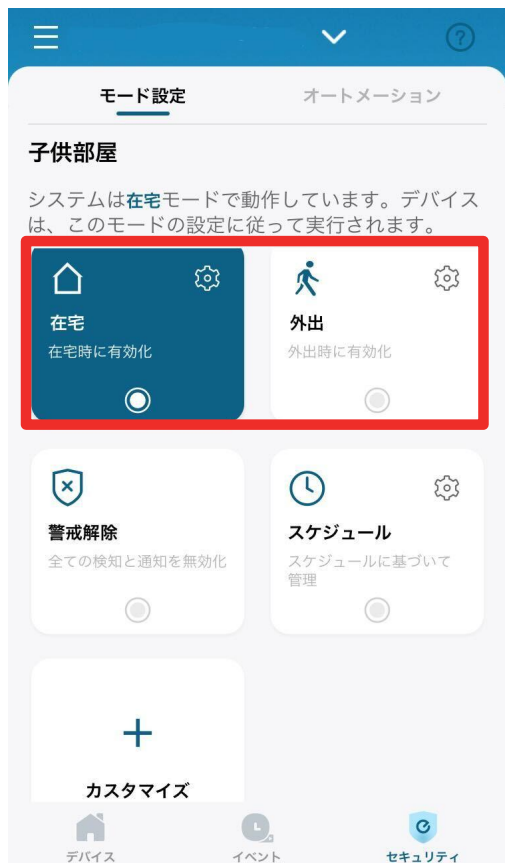 モード設定
オートメーション
子供部屋
システムは在宅モードで動作しています。デバイス
は、このモードの設定に従って実行されます。
在宅
在宅時に有効化
外出
外出時に有効化
警戒解除
全ての検知と通知を無効化
スケジュール
スケジュールに基づいて
管理
カスタマイズ
デバイス
イベント
セキュリティ